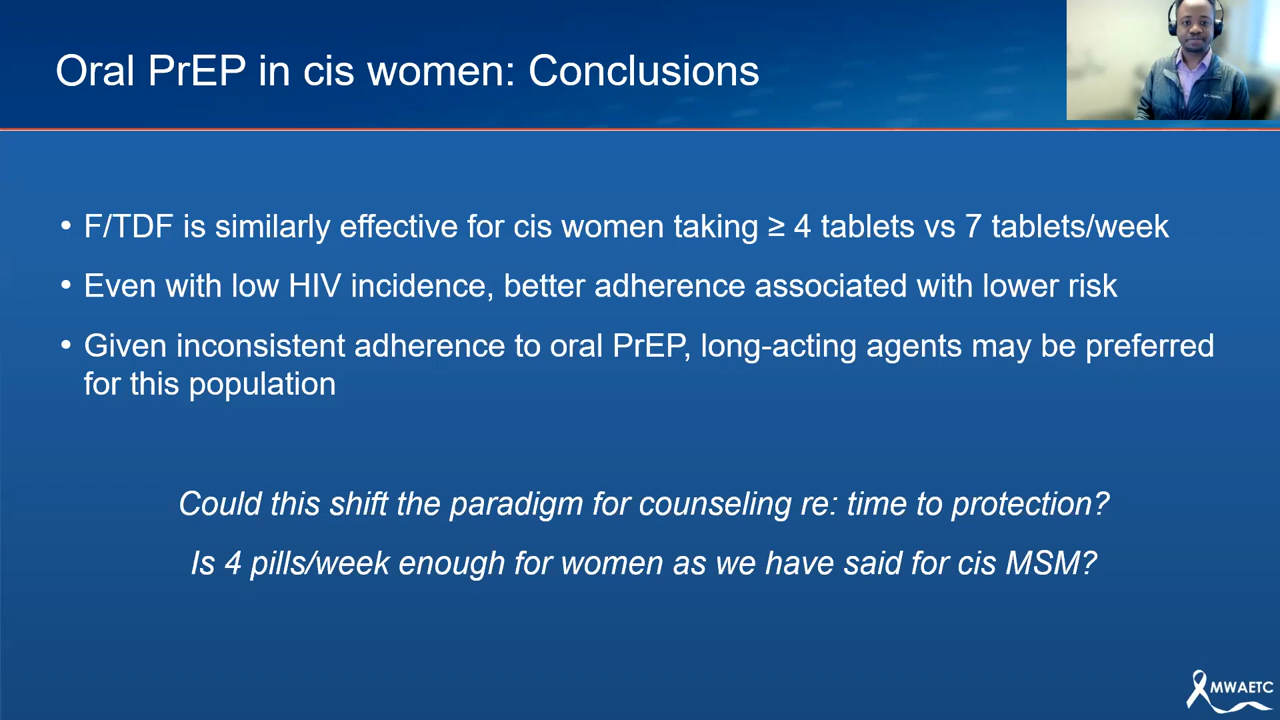 Oral PrEP in cis women: Conclusions
• F/TDF is similarly effective for cis women taking ≥ 4 tablets vs 7 tablets/week
• Even with low HIV incidence, better adherence associated with lower risk
• Given inconsistent adherence to oral PrEP, long-acting agents may be preferred
for this population
Could this shift the paradigm for counseling re: time to protection?
Is 4 pills/week enough for women as we have said for cis MSM?
MWAETC